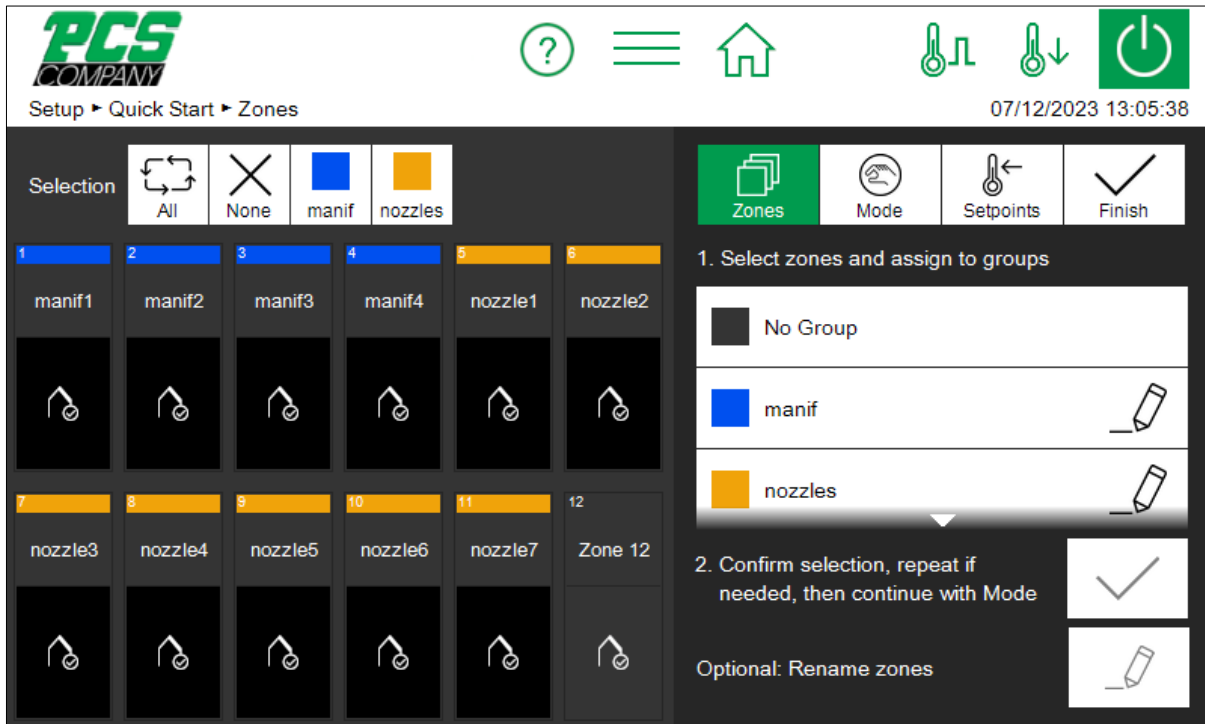 PCS
COMPANY
?
Setup ► Quick Start ► Zones
07/12/2023 13:05:38
Selection
All
None
manif
nozzles
Zones
Mode
Setpoints
Finish
1
2
3
4
5
6
manif1
manif2
manif3
manif4
nozzle1
nozzle2
7
8
9
10
11
12
nozzle3
nozzle4
nozzle5
nozzle6
nozzle7
Zone 12
1. Select zones and assign to groups
No Group
manif
nozzles
2. Confirm selection, repeat if
needed, then continue with Mode
Optional: Rename zones